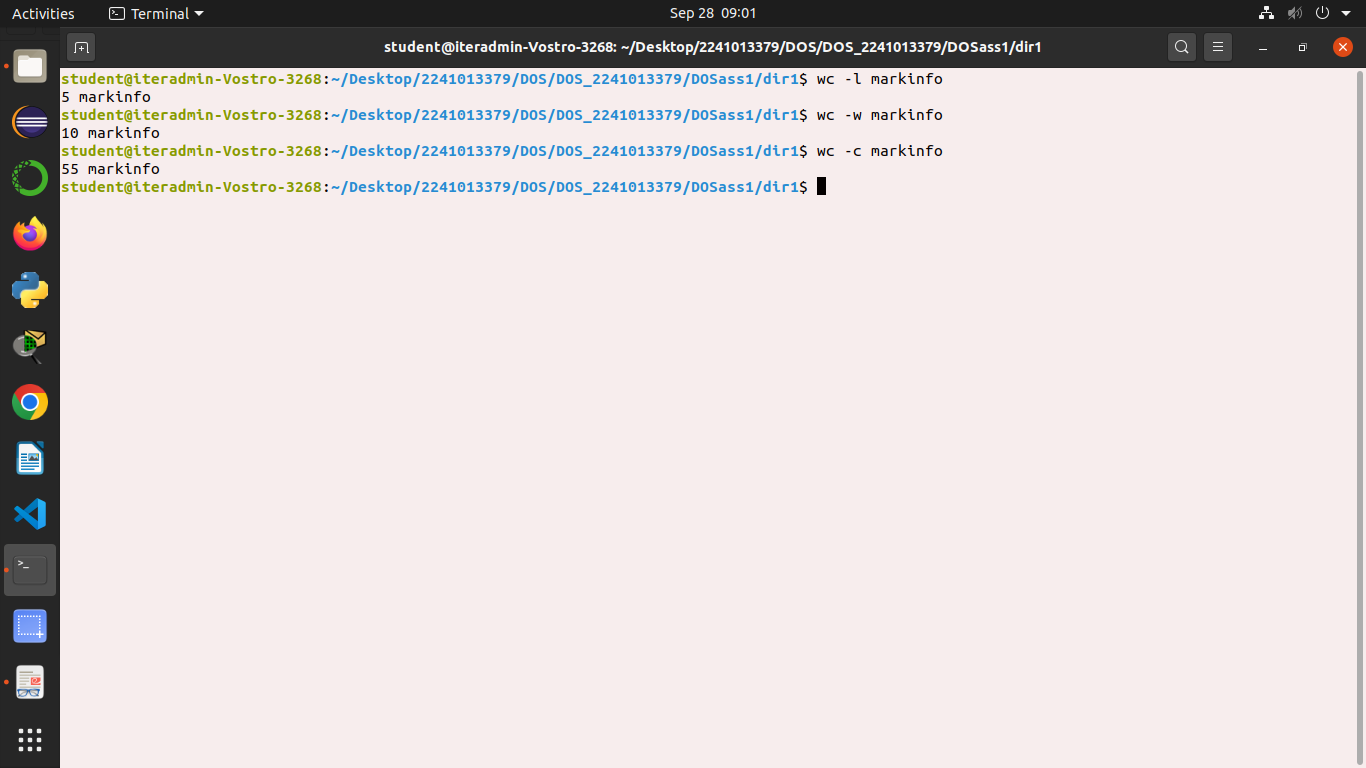 Activities Terminal Sep 28 09:01
student@iteradmin-Vostro-3268: ~/Desktop/2241013379/DOS/DOS_2241013379/DOSass1/dir1
student@iteradmin-Vostro-3268:~/Desktop/2241013379/DOS/DOS_2241013379/DOSass1/dir1$ wc -l markinfo
5 markinfo
student@iteradmin-Vostro-3268:~/Desktop/2241013379/DOS/DOS_2241013379/DOSass1/dir1$ wc -w markinfo
10 markinfo
student@iteradmin-Vostro-3268:~/Desktop/2241013379/DOS/DOS_2241013379/DOSass1/dir1$ wc -c markinfo
55 markinfo
student@iteradmin-Vostro-3268:~/Desktop/2241013379/DOS/DOS_2241013379/DOSass1/dir1$